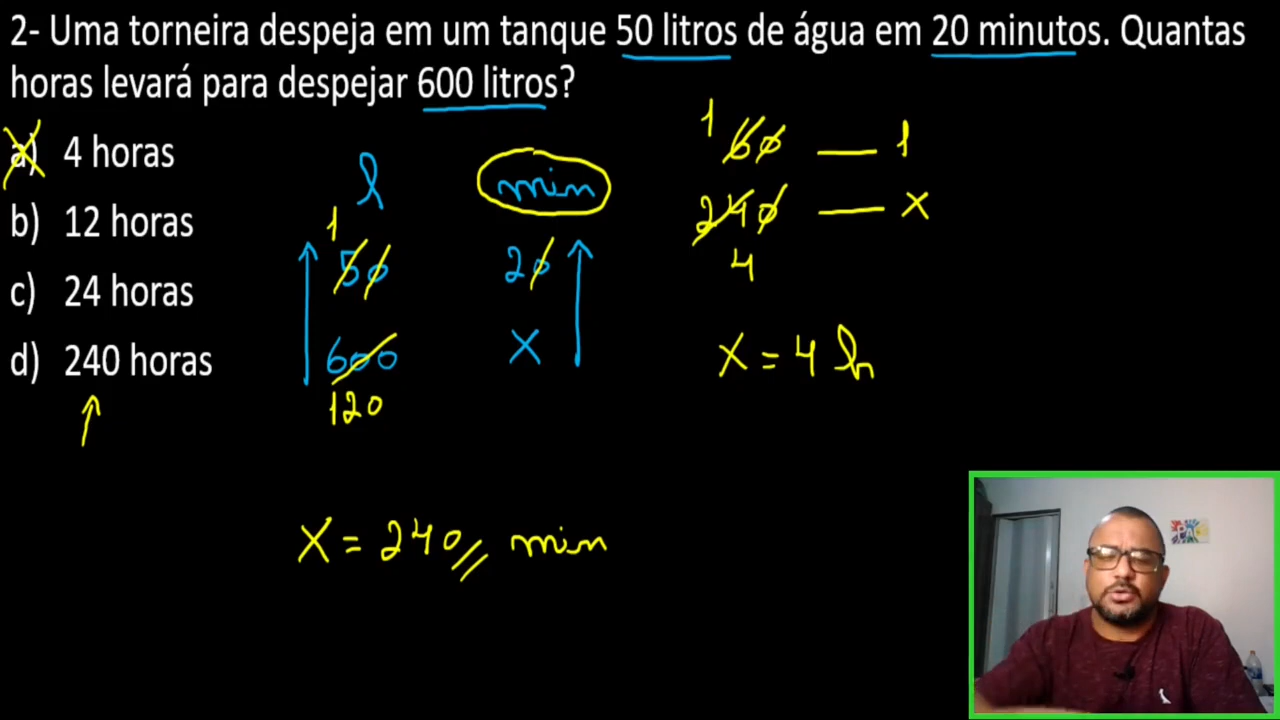 2- Uma torneira despeja em um tanque 50 litros de água em 20 minutos. Quantas
horas levará para despejar 600 litros?
a) 4 horas
b) 12 horas
c) 24 horas
d) 240 horas
l min
1
50 20
600 X
120
1
60 — 1
240 — X
4
X = 4 h
X = 240 min
PAC